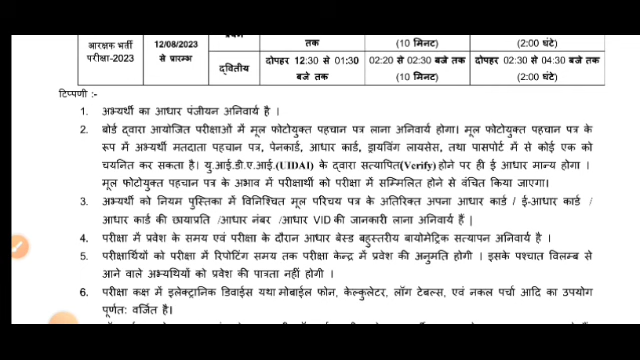 आरक्षक भर्ती 12/08/2023 तक (10 मिनट) (2:00 घंटे)
परीक्षा-2023 से प्रारम्भ द्वितीय दोपहर 12:30 से 01:30 02:20 से 02:30 बजे तक दोपहर 02:30 से 04:30 बजे तक
बजे तक (10 मिनट) (2:00 घंटे)
टिप्पणी :-
1. अभ्यर्थी का आधार पंजीयन अनिवार्य है ।
2. बोर्ड द्वारा आयोजित परीक्षाओं में मूल फोटोयुक्त पहचान पत्र लाना अनिवार्य होगा। मूल फोटोयुक्त पहचान पत्र के
रूप में अभ्यर्थी मतदाता पहचान पत्र, पेनकार्ड, आधार कार्ड, ड्रायविंग लायसेंस, तथा पासपोर्ट में से कोई एक को
चयनित कर सकता है। यु.आई.डी.ए.आई.(UIDAI) के द्वारा सत्यापित(Verify) होने पर ही ई आधार मान्य होगा ।
मूल फोटोयुक्त पहचान पत्र के अभाव में परीक्षार्थी को परीक्षा में सम्मिलित होने से वंचित किया जाएगा।
3. अभ्यर्थी को नियम पुस्तिका में विनिश्चित मूल परिचय पत्र के अतिरिक्त अपना आधार कार्ड / ई-आधार कार्ड /
आधार कार्ड की छायाप्रति /आधार नंबर /आधार VID की जानकारी लाना अनिवार्य हैं |
4. परीक्षा में प्रवेश के समय एवं परीक्षा के दौरान आधार बेस्ड बहुस्तरीय बायोमैट्रिक सत्यापन अनिवार्य है ।
5. परीक्षार्थियों को परीक्षा में रिपोटिंग समय तक परीक्षा केन्द्र में प्रवेश की अनुमति होगी । इसके पश्चात विलम्ब से
आने वाले अभ्यथियों को प्रवेश की पात्रता नहीं होगी ।
6. परीक्षा कक्ष में इलेक्ट्रानिक डिवाईस यथा मोबाईल फोन, केल्कुलेटर, लॉग टेबल्स, एवं नकल पर्चा आदि का उपयोग
पूर्णतः वर्जित है।